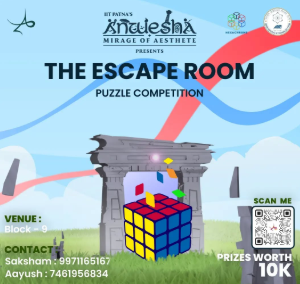 IIT PATNA'S
ANWESHA
MIRAGE OF AESTHETE
PRESENTS
THE ESCAPE ROOM
PUZZLE COMPETITION
SCAN ME
VENUE :
Block - 9
CONTACT :
Saksham : 9971165167
Aayush : 7461956834
PRIZES WORTH
10K